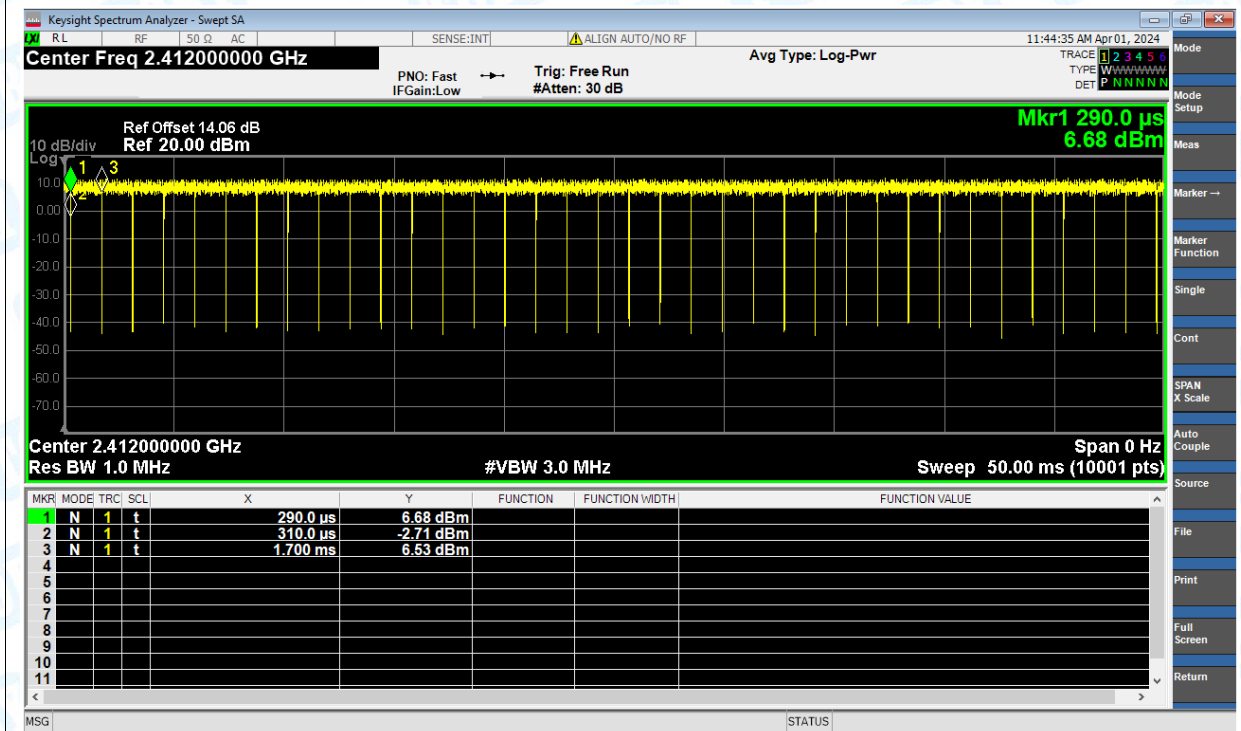 Keysight Spectrum Analyzer - Swept SA
LXI RL RF 50 Ω AC SENSE:INT ALIGN AUTO/NO RF 11:44:35 AM Apr 01, 2024
Center Freq 2.412000000 GHz
PNO: Fast
IFGain:Low
Trig: Free Run
#Atten: 30 dB
Avg Type: Log-Pwr
TRACE 1 2 3 4 5 6
TYPE WWWWWW
DET P N N N N N
Ref Offset 14.06 dB
10 dB/div Ref 20.00 dBm
Log
Mkr1 290.0 µs
6.68 dBm
1 3
2
10.0
0.00
-10.0
-20.0
-30.0
-40.0
-50.0
-60.0
-70.0
Center 2.412000000 GHz Span 0 Hz
Res BW 1.0 MHz #VBW 3.0 MHz Sweep 50.00 ms (10001 pts)
MKR MODE TRC SCL X Y FUNCTION FUNCTION WIDTH FUNCTION VALUE
1 N 1 t 290.0 µs 6.68 dBm
2 N 1 t 310.0 µs -2.71 dBm
3 N 1 t 1.700 ms 6.53 dBm
4
5
6
7
8
9
10
11
MSG STATUS
Mode
Mode
Setup
Meas
Marker →
Marker
Function
Single
Cont
SPAN
X Scale
Auto
Couple
Source
File
Print
Full
Screen
Return